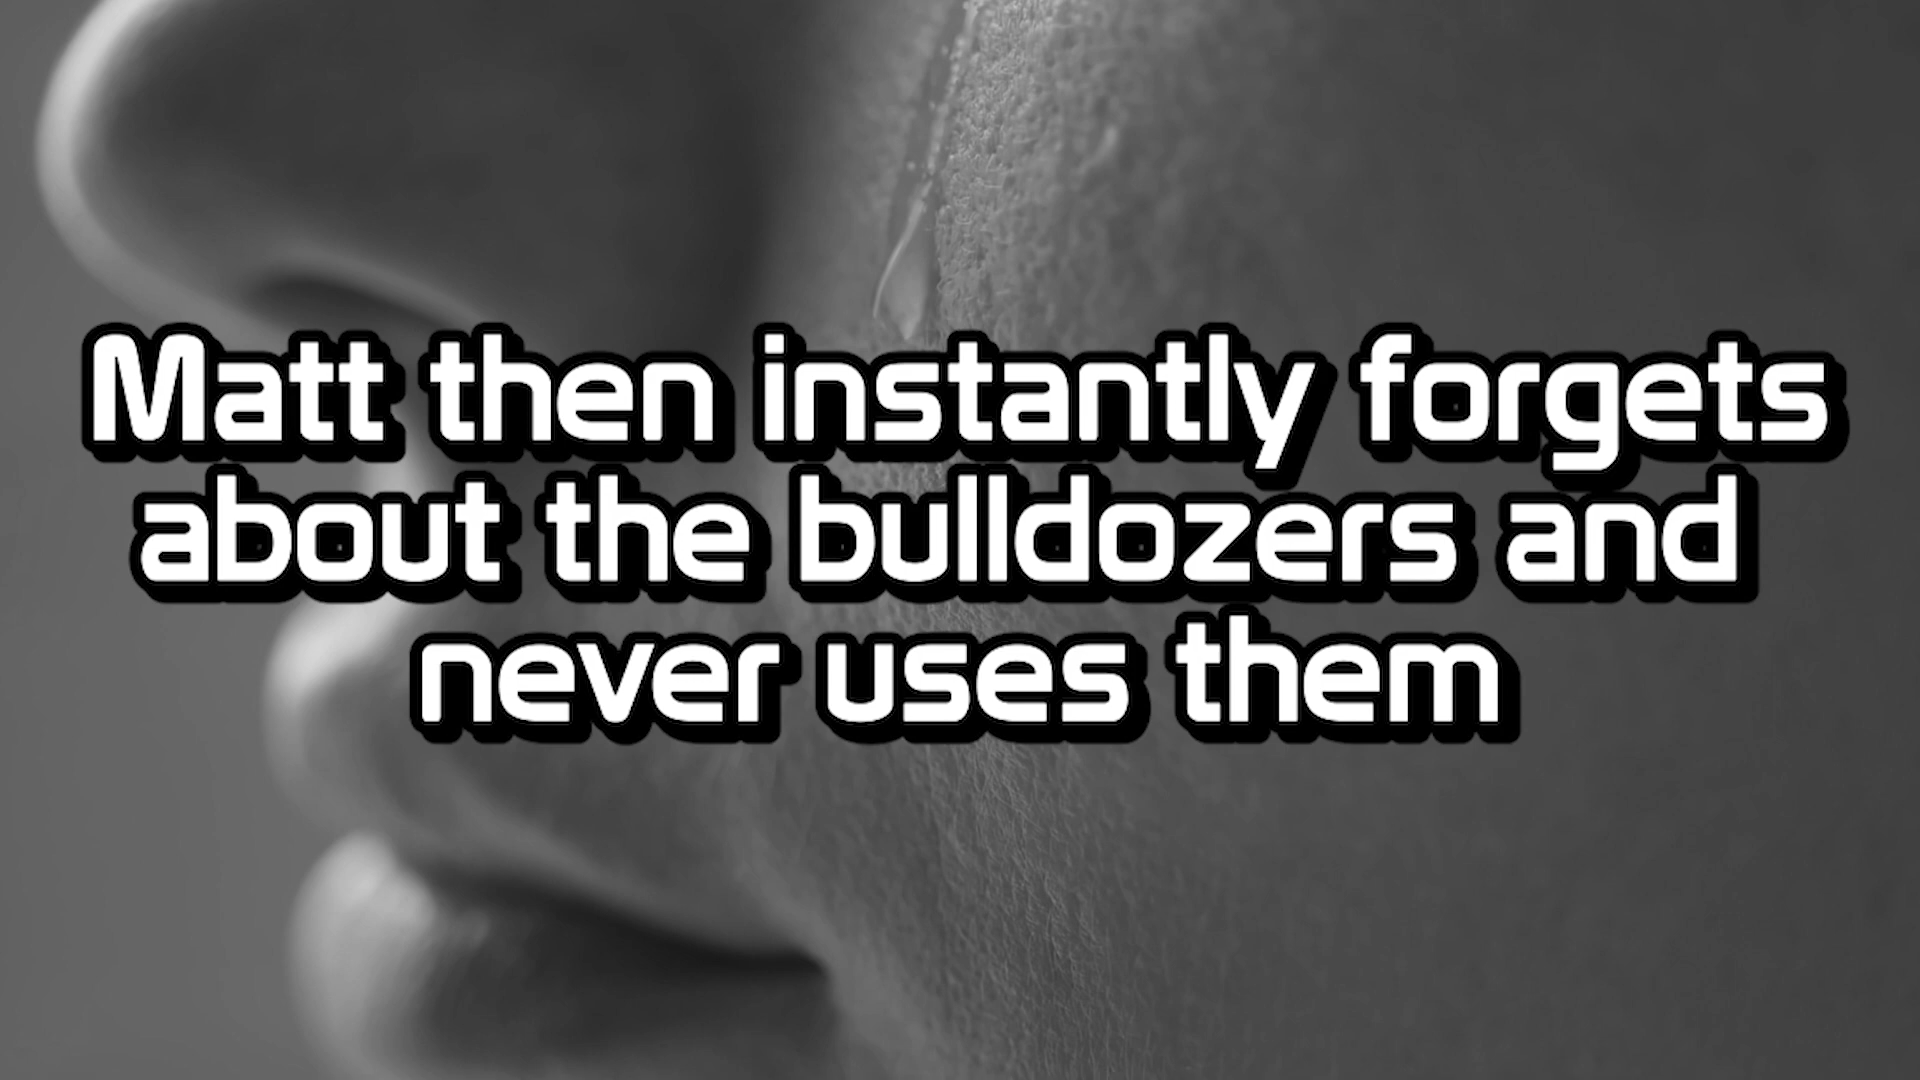 Matt then instantly forgets
about the bulldozers and
never uses them